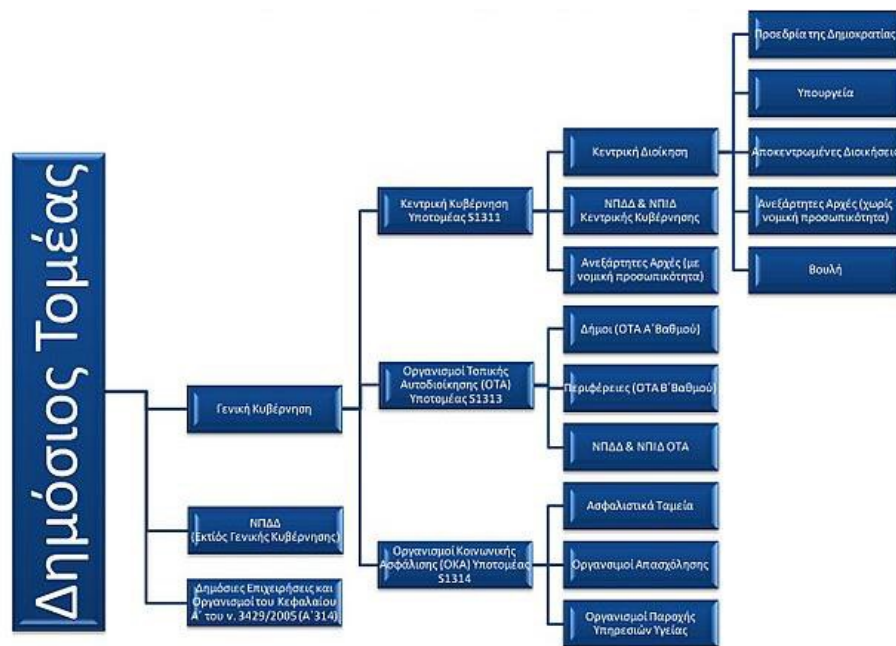 Δημόσιος Τομέας
Γενική Κυβέρνηση
ΝΠΔΔ
(Εκτίός Γενικής Κυβέρνησης)
Δημόσιες Επιχειρήσεις και
Οργανισμοί του Κεφαλαίου
Α΄ του ν. 3429/2005 (Α΄314)
Κεντρική Κυβέρνηση
Υποτομέας S1311
Οργανισμοί Τοπικής
Αυτοδιοίκησης (ΟΤΑ)
Υποτομέας S1313
Οργανισμοί Κοινωνικής
Ασφάλισης (ΟΚΑ) Υποτομέας
S1314
Κεντρική Διοίκηση
ΝΠΔΔ & ΝΠΙΔ
Κεντρικής Κυβέρνησης
Ανεξάρτητες Αρχές (με
νομική προσωπικότητα)
Δήμοι (ΟΤΑ Α΄Βαθμού)
Περιφέρειες (ΟΤΑ Β΄Βαθμού)
ΝΠΔΔ & ΝΠΙΔ ΟΤΑ
Ασφαλιστικά Ταμεία
Οργανσιμοί Απασχόλησης
Οργανισμοί Παροχής
Υπηρεσιών Υγείας
Προεδρία της Δημοκρατίας
Υπουργεία
Αποκεντρωμένες Διοικήσεις
Ανεξάρτητες Αρχές (χωρίς
νομική προσωπικότητα)
Βουλή